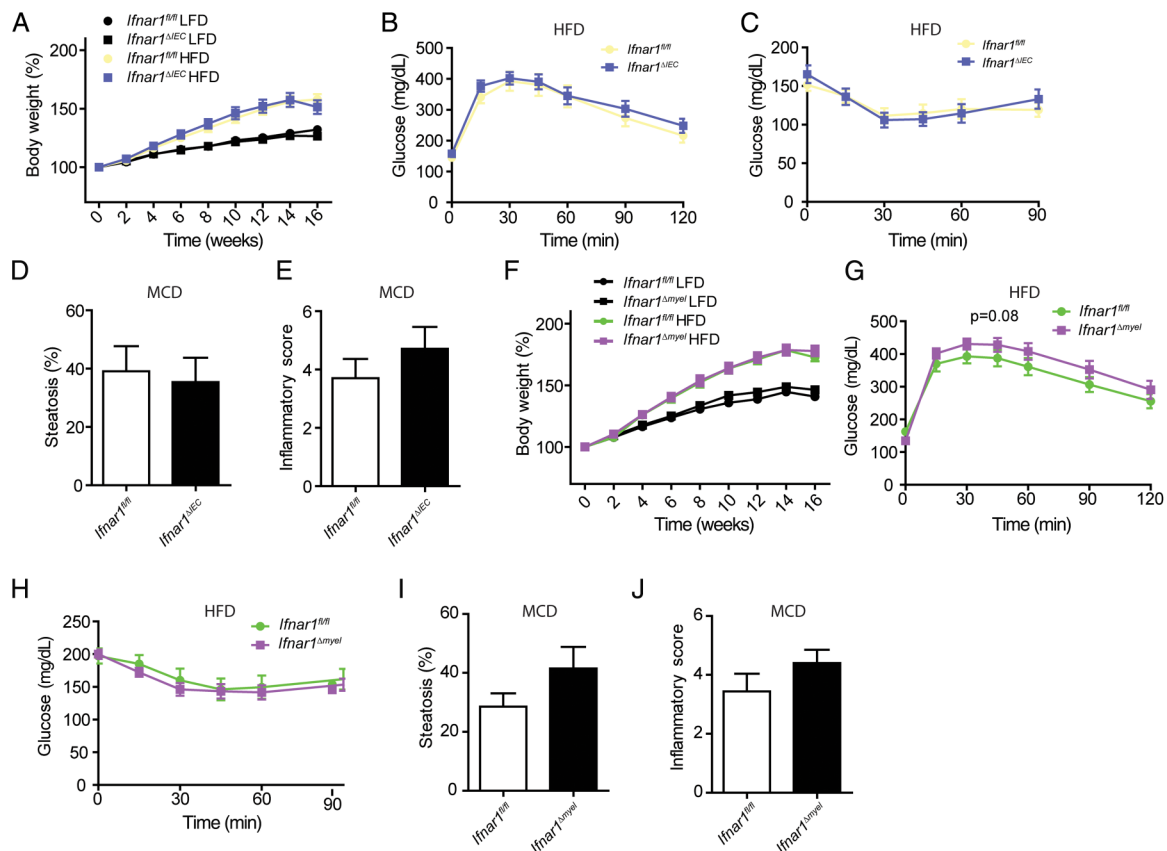 A
Ifnar1fl/fl LFD
Ifnar1ΔIEC LFD
Ifnar1fl/fl HFD
Ifnar1ΔIEC HFD
Body weight (%)
200
150
100
0 2 4 6 8 10 12 14 16
Time (weeks)
B
HFD
Ifnar1fl/fl
Ifnar1ΔIEC
Glucose (mg/dL)
500
400
300
200
100
0
0 30 60 90 120
Time (min)
C
HFD
Ifnar1fl/fl
Ifnar1ΔIEC
Glucose (mg/dL)
200
150
100
50
0
0 30 60 90
Time (min)
D
MCD
Steatosis (%)
60
40
20
0
Ifnar1fl/fl
Ifnar1ΔIEC
E
MCD
Inflammatory score
6
4
2
0
Ifnar1fl/fl
Ifnar1ΔIEC
F
Ifnar1fl/fl LFD
Ifnar1Δmyel LFD
Ifnar1fl/fl HFD
Ifnar1Δmyel HFD
Body weight (%)
200
150
100
0 2 4 6 8 10 12 14 16
Time (weeks)
G
HFD
p=0.08
Ifnar1fl/fl
Ifnar1Δmyel
Glucose (mg/dL)
500
400
300
200
100
0
0 30 60 90 120
Time (min)
H
HFD
Ifnar1fl/fl
Ifnar1Δmyel
Glucose (mg/dL)
250
200
150
100
50
0
0 30 60 90
Time (min)
I
MCD
Steatosis (%)
60
40
20
0
Ifnar1fl/fl
Ifnar1Δmyel
J
MCD
Inflammatory score
6
4
2
0
Ifnar1fl/fl
Ifnar1Δmyel